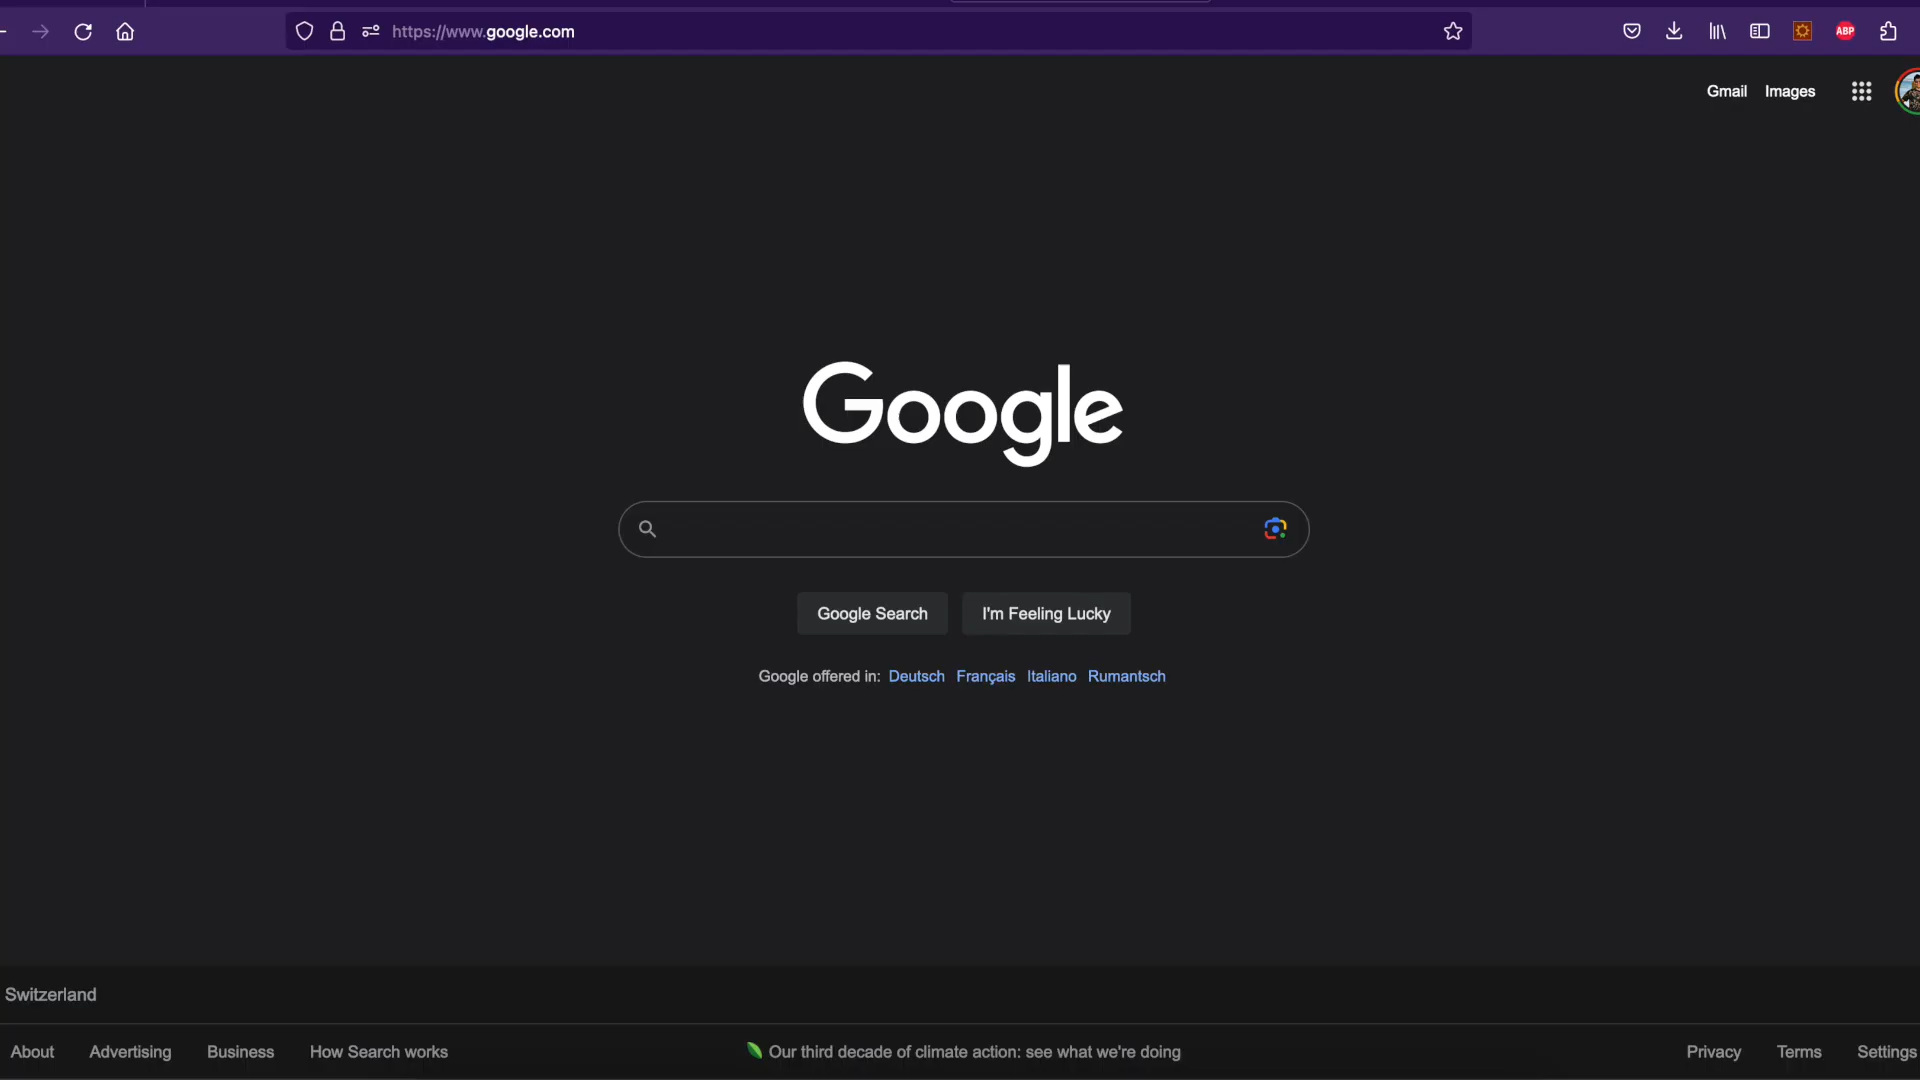 https://www.google.com
ABP
Gmail Images
Google
Google Search I'm Feeling Lucky
Google offered in: Deutsch Français Italiano Rumantsch
Switzerland
About Advertising Business How Search works Our third decade of climate action: see what we're doing Privacy Terms Settings